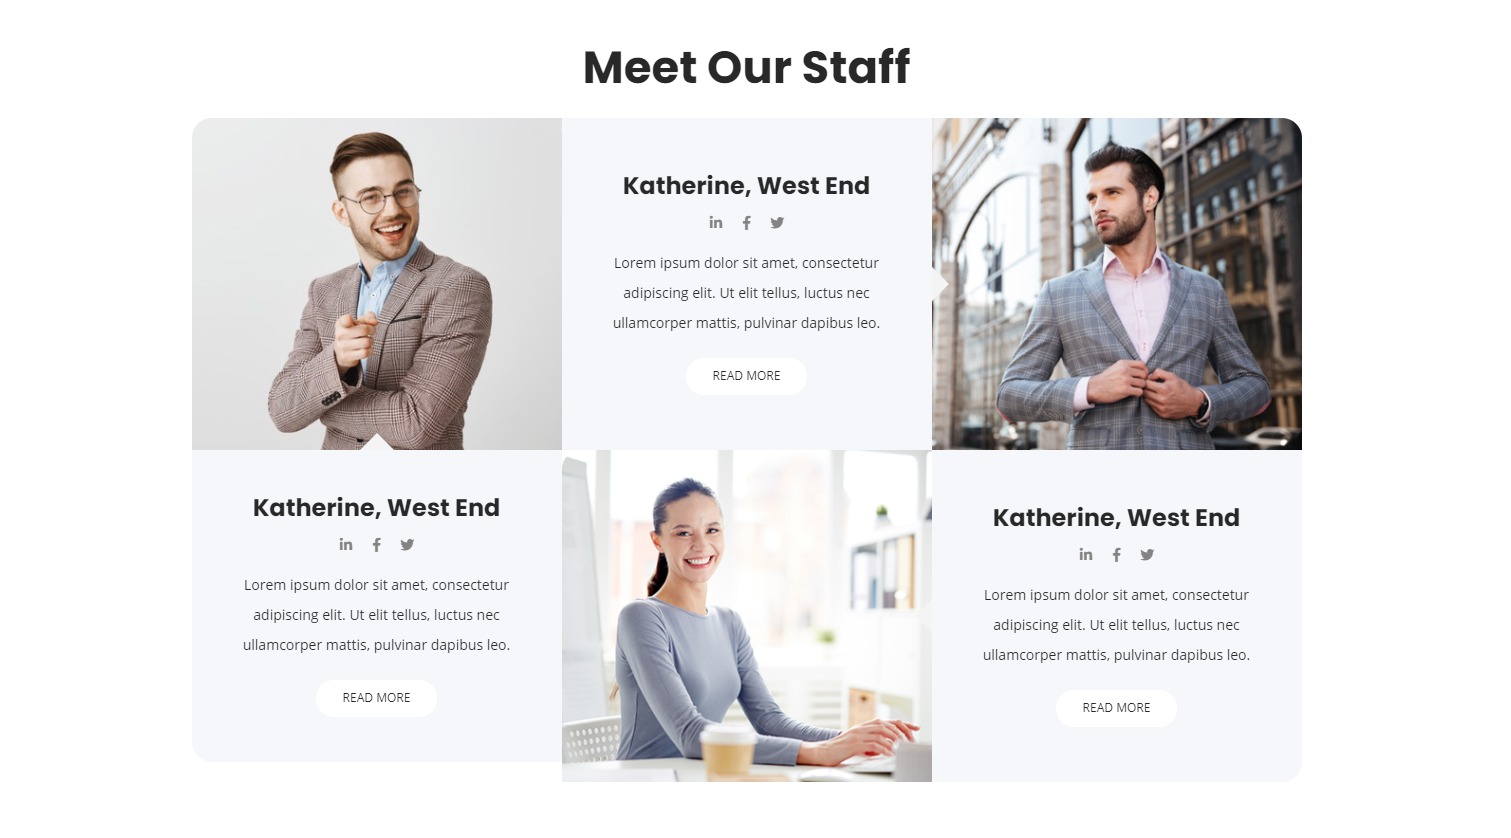 Meet Our Staff
Katherine, West End
Lorem ipsum dolor sit amet, consectetur
adipiscing elit. Ut elit tellus, luctus nec
ullamcorper mattis, pulvinar dapibus leo.
READ MORE
Katherine, West End
Lorem ipsum dolor sit amet, consectetur
adipiscing elit. Ut elit tellus, luctus nec
ullamcorper mattis, pulvinar dapibus leo.
READ MORE
Katherine, West End
Lorem ipsum dolor sit amet, consectetur
adipiscing elit. Ut elit tellus, luctus nec
ullamcorper mattis, pulvinar dapibus leo.
READ MORE